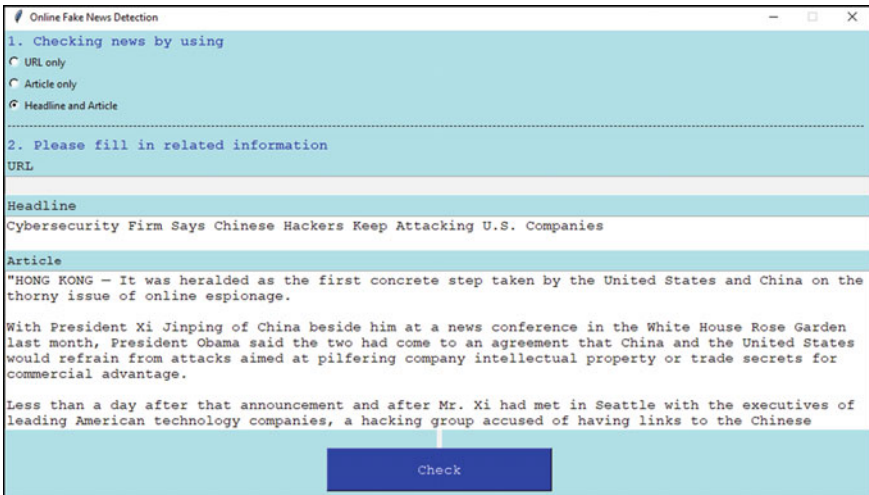 Online Fake News Detection
1. Checking news by using
URL only
Article only
Headline and Article
2. Please fill in related information
URL
Headline
Cybersecurity Firm Says Chinese Hackers Keep Attacking U.S. Companies
Article
"HONG KONG — It was heralded as the first concrete step taken by the United States and China on the
thorny issue of online espionage.
With President Xi Jinping of China beside him at a news conference in the White House Rose Garden
last month, President Obama said the two had come to an agreement that China and the United States
would refrain from attacks aimed at pilfering company intellectual property or trade secrets for
commercial advantage.
Less than a day after that announcement and after Mr. Xi had met in Seattle with the executives of
leading American technology companies, a hacking group accused of having links to the Chinese
Check